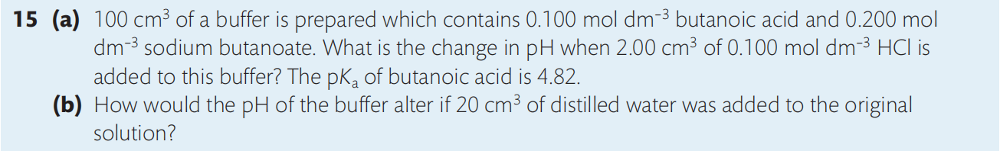 15 (a) 100 cm³ of a buffer is prepared which contains 0.100 mol dm⁻³ butanoic acid and 0.200 mol
dm⁻³ sodium butanoate. What is the change in pH when 2.00 cm³ of 0.100 mol dm⁻³ HCl is
added to this buffer? The pKₐ of butanoic acid is 4.82.
(b) How would the pH of the buffer alter if 20 cm³ of distilled water was added to the original
solution?